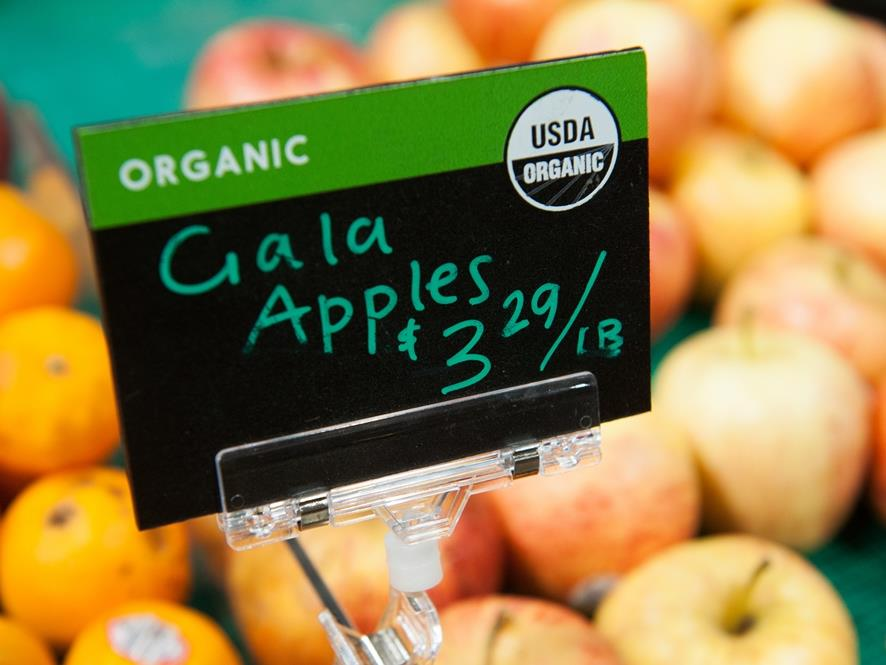 ORGANIC
USDA
ORGANIC
Gala
Apples
$3 29/LB